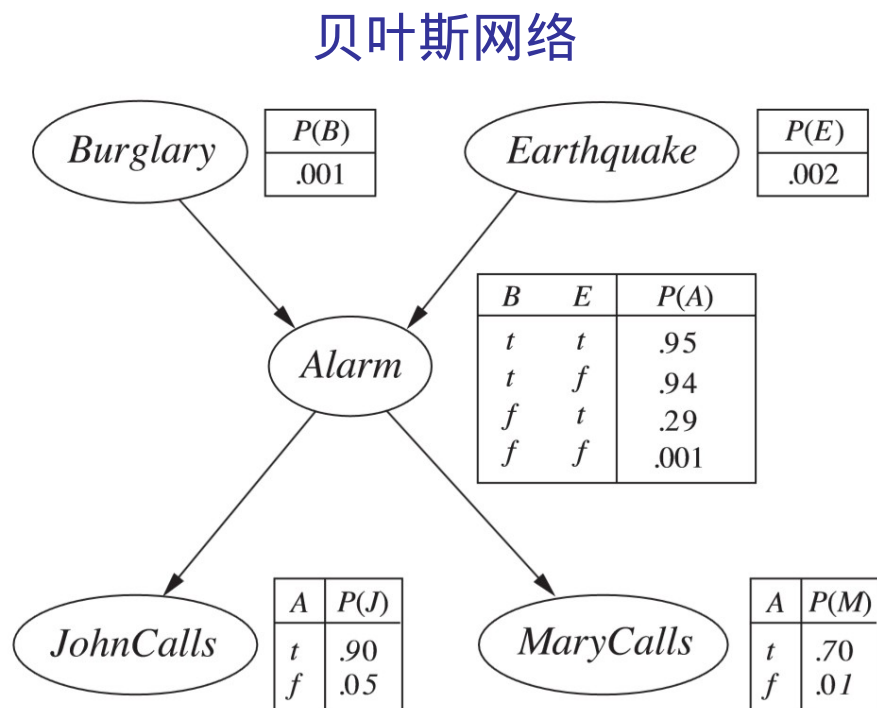 贝叶斯网络
Burglary
P(B)
.001
Earthquake
P(E)
.002
Alarm
B E P(A)
t t .95
t f .94
f t .29
f f .001
JohnCalls
A P(J)
t .90
f .05
MaryCalls
A P(M)
t .70
f .01